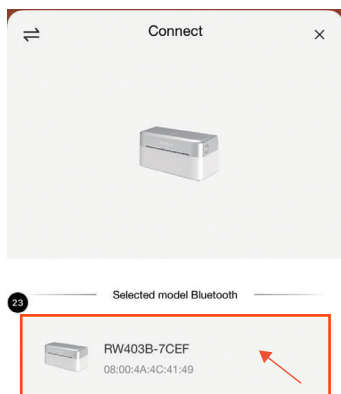 Connect
23
Selected model Bluetooth
RW403B-7CEF
08:00:4A:4C:41:49